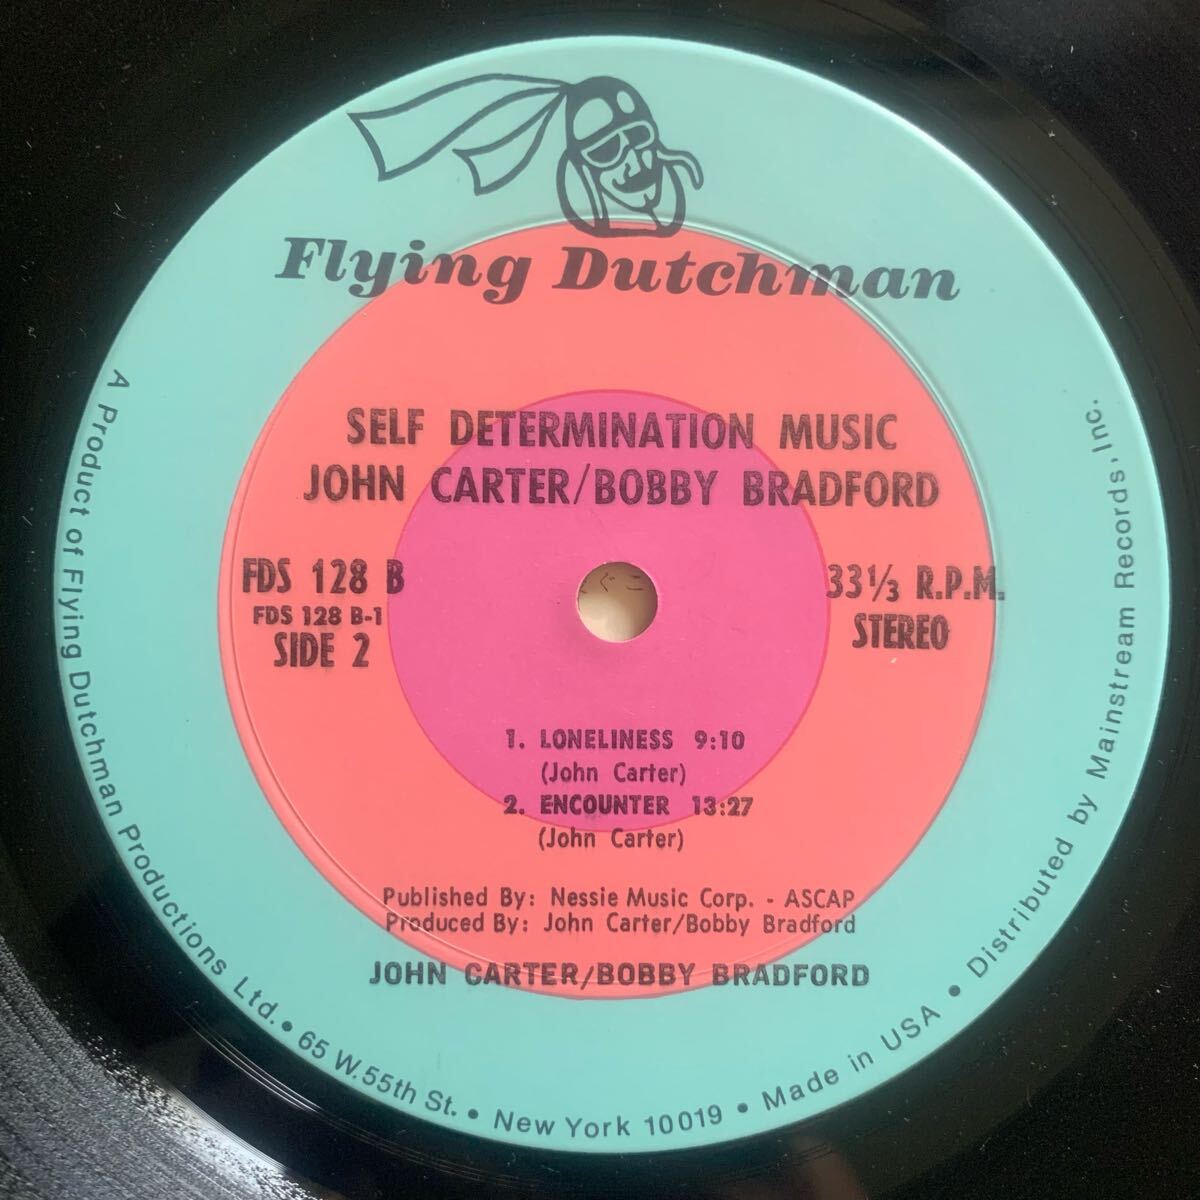 Flying Dutchman
SELF DETERMINATION MUSIC
JOHN CARTER/BOBBY BRADFORD
FDS 128 B
FDS 128 B-1
SIDE 2
33⅓ R.P.M.
STEREO
1. LONELINESS 9:10
(John Carter)
2. ENCOUNTER 13:27
(John Carter)
Published By: Nessie Music Corp. - ASCAP
Produced By: John Carter/Bobby Bradford
JOHN CARTER/BOBBY BRADFORD
A Product of Flying Dutchman Productions Ltd. • 65 W. 55th St. • New York 10019 • Made in USA • Distributed by Mainstream Records, Inc.